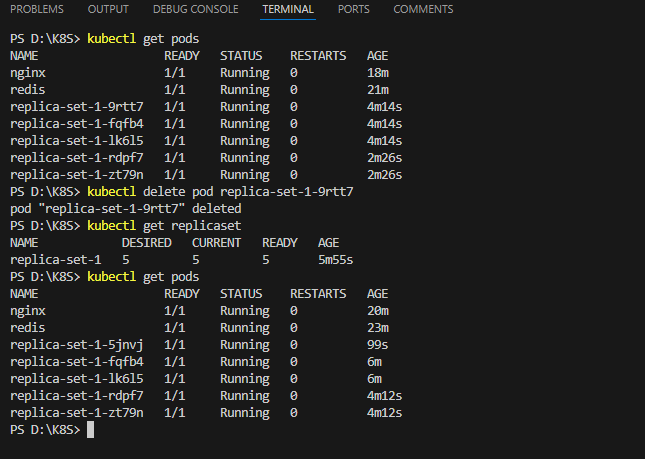 PROBLEMS OUTPUT DEBUG CONSOLE TERMINAL PORTS COMMENTS
PS D:\K8S> kubectl get pods
NAME READY STATUS RESTARTS AGE
nginx 1/1 Running 0 18m
redis 1/1 Running 0 21m
replica-set-1-9rtt7 1/1 Running 0 4m14s
replica-set-1-fqfb4 1/1 Running 0 4m14s
replica-set-1-lk6l5 1/1 Running 0 4m14s
replica-set-1-rdpf7 1/1 Running 0 2m26s
replica-set-1-zt79n 1/1 Running 0 2m26s
PS D:\K8S> kubectl delete pod replica-set-1-9rtt7
pod "replica-set-1-9rtt7" deleted
PS D:\K8S> kubectl get replicaset
NAME DESIRED CURRENT READY AGE
replica-set-1 5 5 5 5m55s
PS D:\K8S> kubectl get pods
NAME READY STATUS RESTARTS AGE
nginx 1/1 Running 0 20m
redis 1/1 Running 0 23m
replica-set-1-5jnvj 1/1 Running 0 99s
replica-set-1-fqfb4 1/1 Running 0 6m
replica-set-1-lk6l5 1/1 Running 0 6m
replica-set-1-rdpf7 1/1 Running 0 4m12s
replica-set-1-zt79n 1/1 Running 0 4m12s
PS D:\K8S>